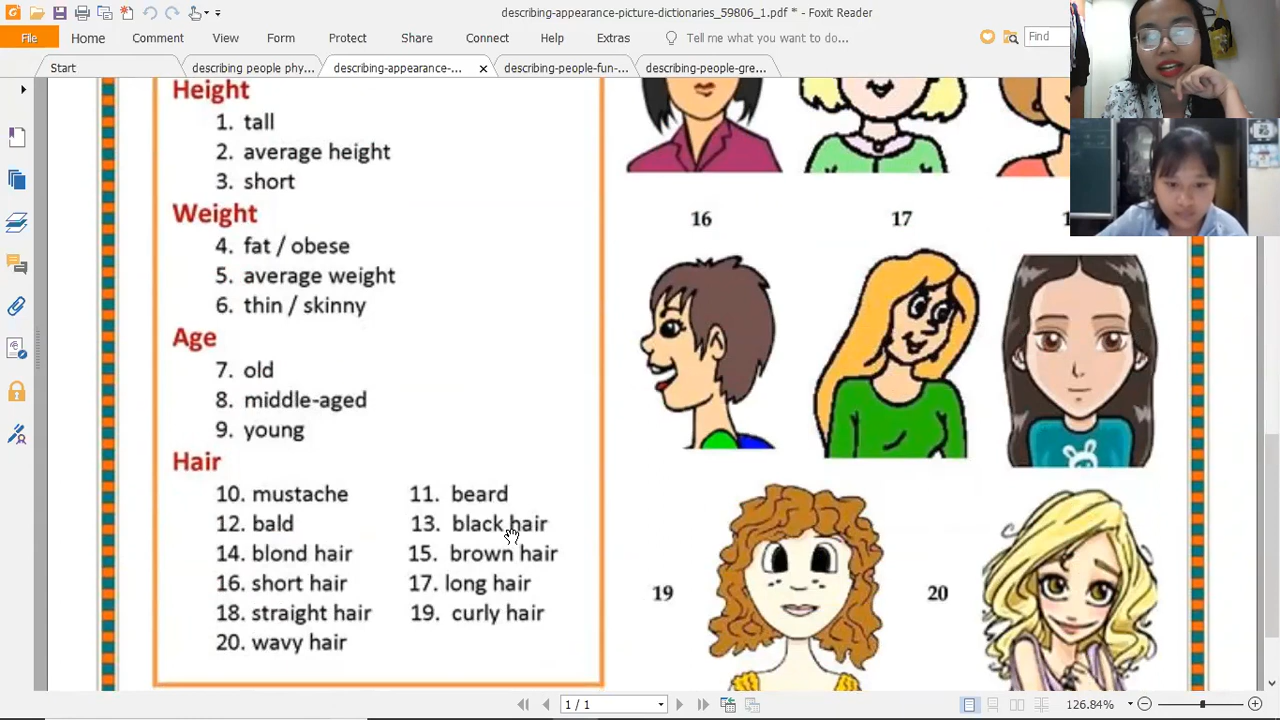 describing-appearance-picture-dictionaries_59606_1.pdf * - Foxit Reader
File Home Comment View Form Protect Share Connect Help Extras Tell me what you want to do... Find
Start describing people phy... describing-appearance-... describing-people-fun-... describing-people-gre...
Height
1. tall
2. average height
3. short
Weight
4. fat / obese
5. average weight
6. thin / skinny
Age
7. old
8. middle-aged
9. young
Hair
10. mustache 11. beard
12. bald 13. black hair
14. blond hair 15. brown hair
16. short hair 17. long hair
18. straight hair 19. curly hair
20. wavy hair
16 17
19 20
1 / 1 126.84%